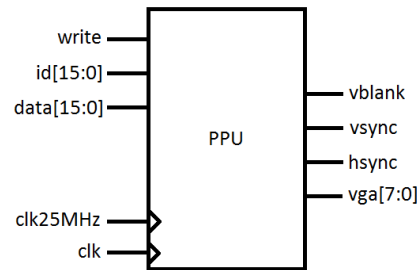 write
id[15:0]
data[15:0]
clk25MHz
clk
PPU
vblank
vsync
hsync
vga[7:0]